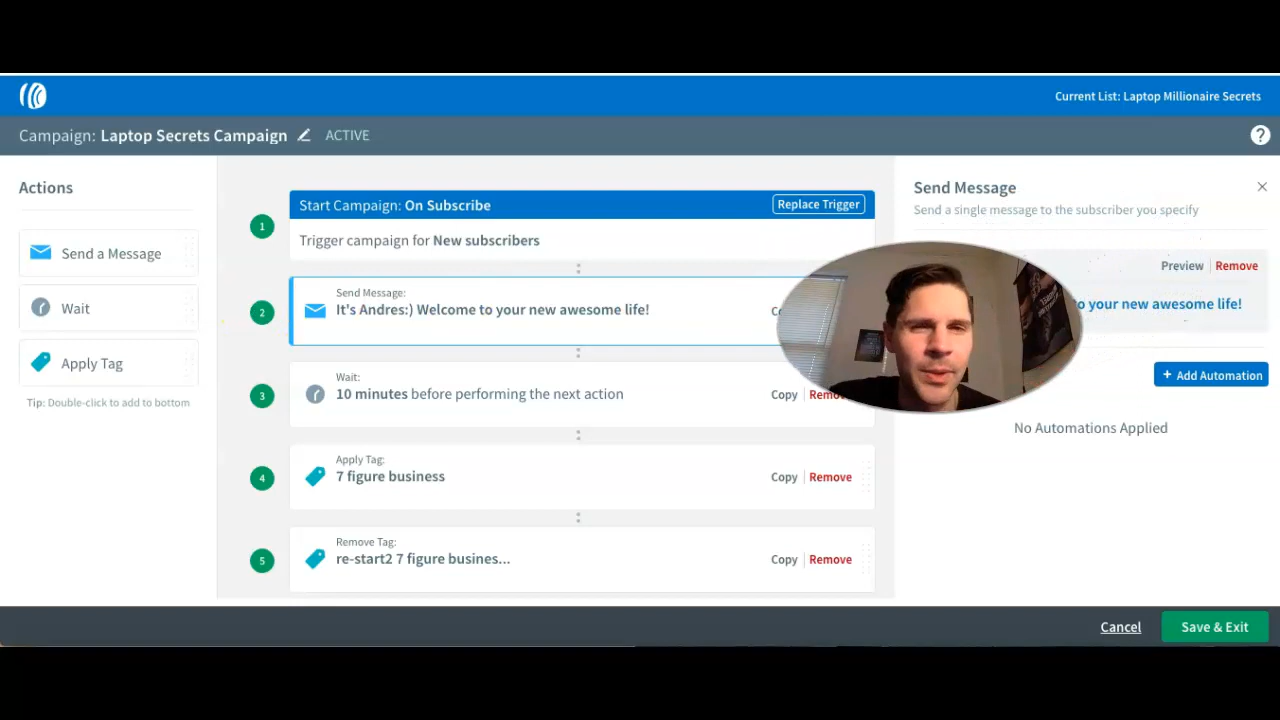 Current List: Laptop Millionaire Secrets
Campaign: Laptop Secrets Campaign ACTIVE
?
Actions
Send a Message
Wait
Apply Tag
Tip: Double-click to add to bottom
1
Start Campaign: On Subscribe Replace Trigger
Trigger campaign for New subscribers
2
Send Message:
It's Andres:) Welcome to your new awesome life!
3
Wait:
10 minutes before performing the next action
Copy
4
Apply Tag:
7 figure business
Copy Remove
5
Remove Tag:
re-start2 7 figure busines...
Copy Remove
Send Message
Send a single message to the subscriber you specify
Preview Remove
to your new awesome life!
+ Add Automation
No Automations Applied
Cancel Save & Exit